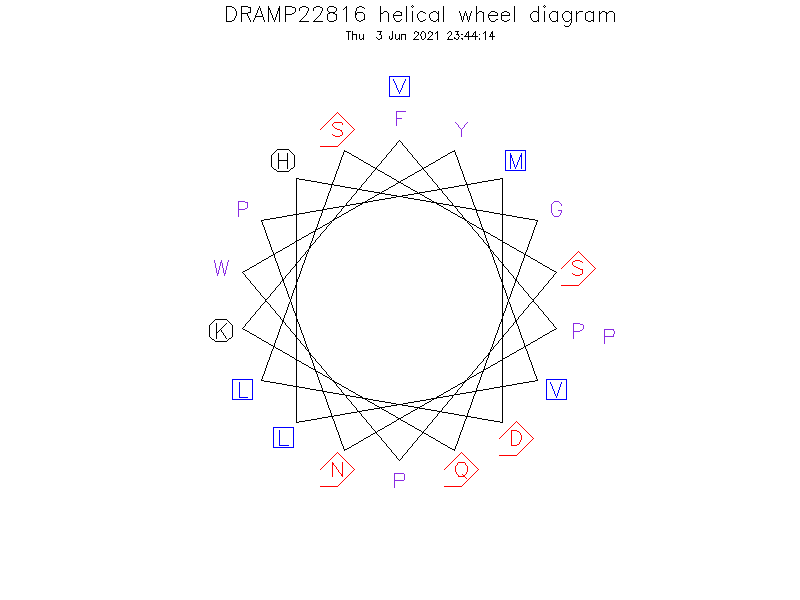 DRAMP22816 helical wheel diagram
Thu 3 Jun 2021 23:44:14
V
S F Y
H M
P G
W S
K P P
L V
L D
N P Q